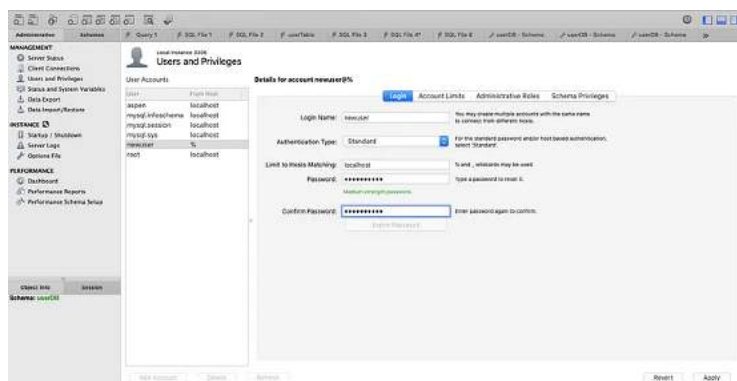 Administration
Schemas
Query 1
SQL File 1
SQL File 2
userTable
SQL File 3
SQL File 4*
SQL File 6
userDB - Schema
userDB - Schema
userDB - Schema
MANAGEMENT
Server Status
Client Connections
Users and Privileges
Status and System Variables
Data Export
Data Import/Restore
INSTANCE
Startup / Shutdown
Server Logs
Options File
PERFORMANCE
Dashboard
Performance Reports
Performance Schema Setup
Object Info
Session
Schema: userDB
Local instance 3306
Users and Privileges
User Accounts
User
From Host
aspen localhost
mysql.infoschema localhost
mysql.session localhost
mysql.sys localhost
newuser %
root localhost
Details for account newuser@%
Login
Account Limits
Administrative Roles
Schema Privileges
Login Name: newuser
You may create multiple accounts with the same name
to connect from different hosts.
Authentication Type: Standard
For the standard password and/or host based authentication,
select 'Standard'.
Limit to Hosts Matching: localhost
% and _ wildcards may be used
Password: **********
Type a password to reset it.
Medium strength password.
Confirm Password: **********
Enter password again to confirm.
Expire Password
Add Account
Delete
Refresh
Revert
Apply